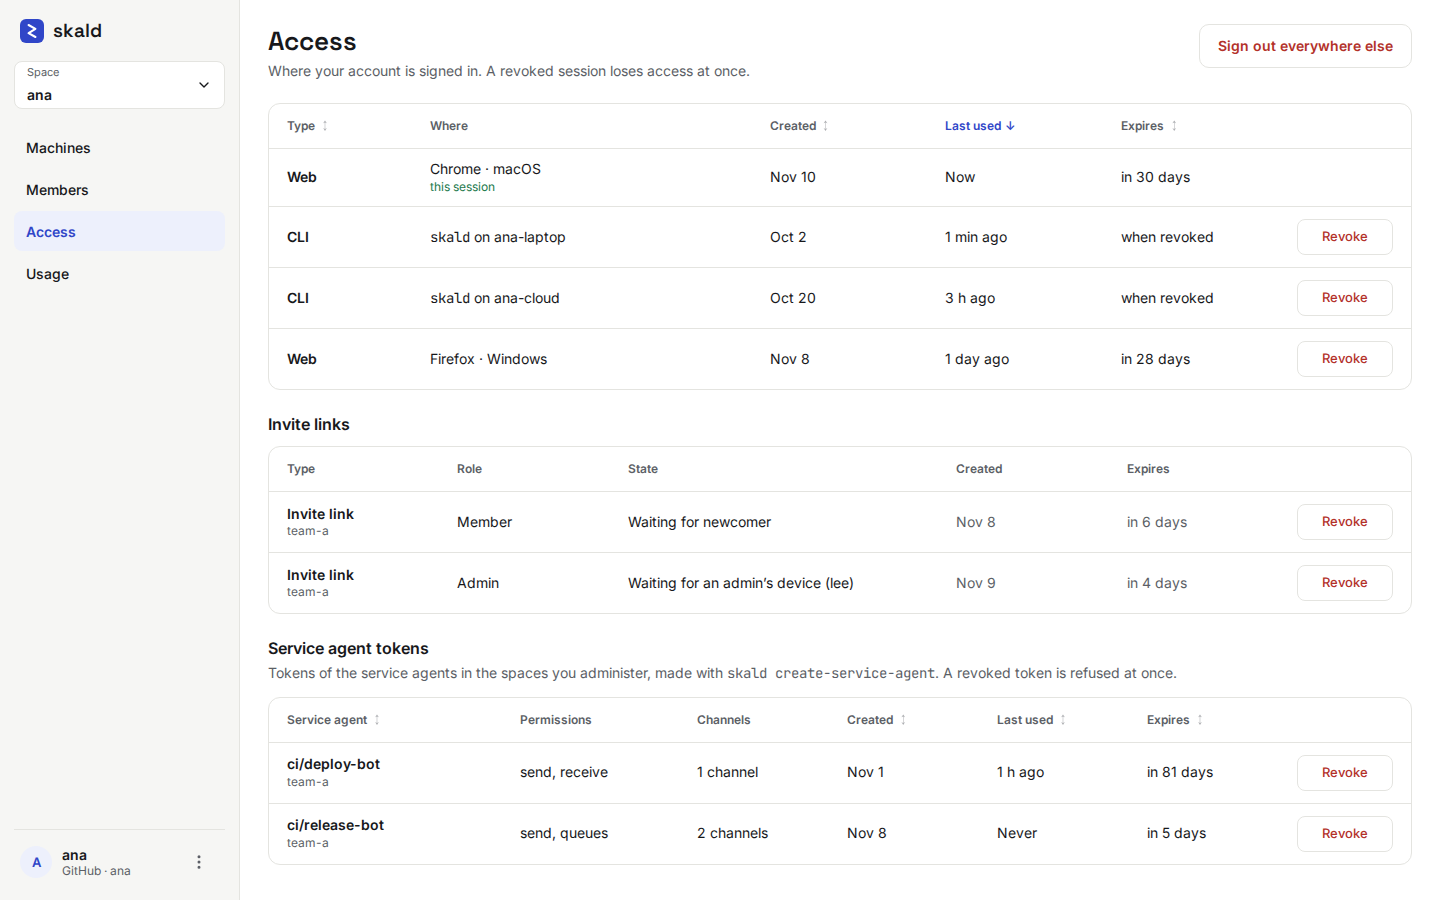 skald
Space
ana
Machines
Members
Access
Usage
A
ana
GitHub · ana
Access
Where your account is signed in. A revoked session loses access at once.
Sign out everywhere else
Type Where Created Last used Expires
Web Chrome · macOS this session Nov 10 Now in 30 days
CLI skald on ana-laptop Oct 2 1 min ago when revoked Revoke
CLI skald on ana-cloud Oct 20 3 h ago when revoked Revoke
Web Firefox · Windows Nov 8 1 day ago in 28 days Revoke
Invite links
Type Role State Created Expires
Invite link team-a Member Waiting for newcomer Nov 8 in 6 days Revoke
Invite link team-a Admin Waiting for an admin’s device (lee) Nov 9 in 4 days Revoke
Service agent tokens
Tokens of the service agents in the spaces you administer, made with skald create-service-agent. A revoked token is refused at once.
Service agent Permissions Channels Created Last used Expires
ci/deploy-bot team-a send, receive 1 channel Nov 1 1 h ago in 81 days Revoke
ci/release-bot team-a send, queues 2 channels Nov 8 Never in 5 days Revoke